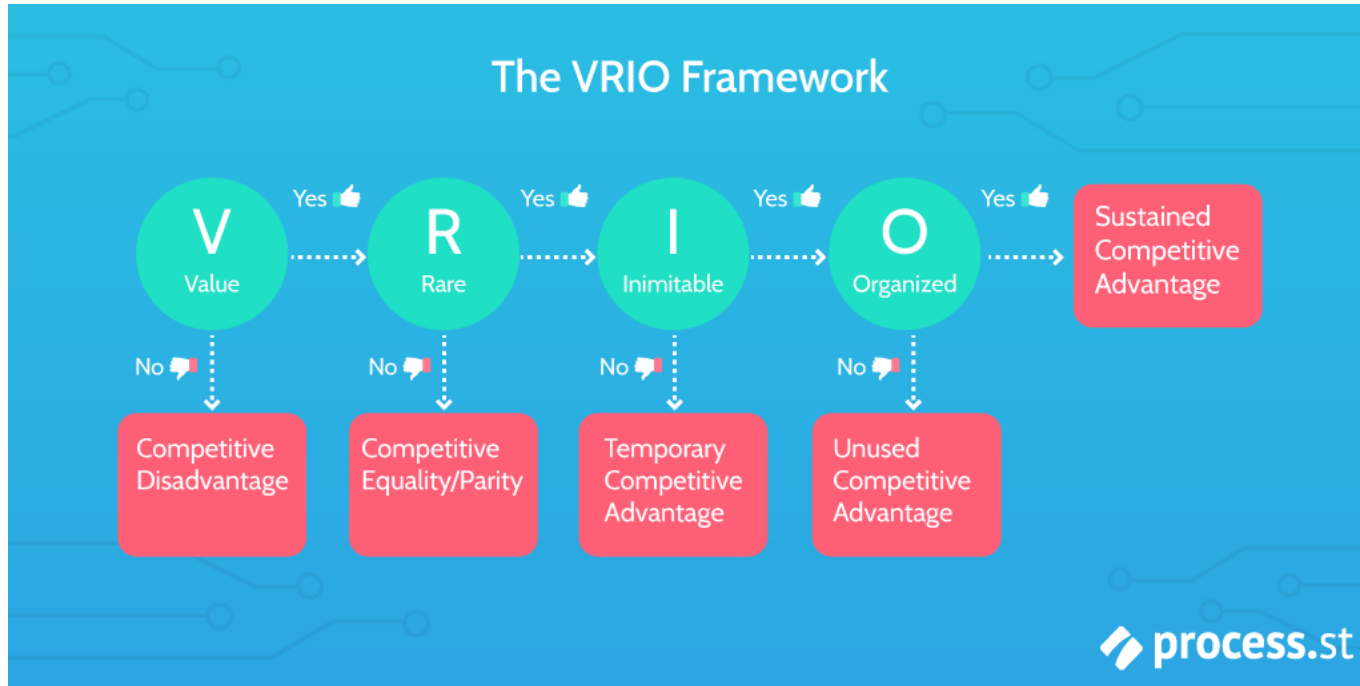 The VRIO Framework
V
Value
Yes
R
Rare
Yes
I
Inimitable
Yes
O
Organized
Yes
Sustained
Competitive
Advantage
No
Competitive
Disadvantage
No
Competitive
Equality/Parity
No
Temporary
Competitive
Advantage
No
Unused
Competitive
Advantage
process.st